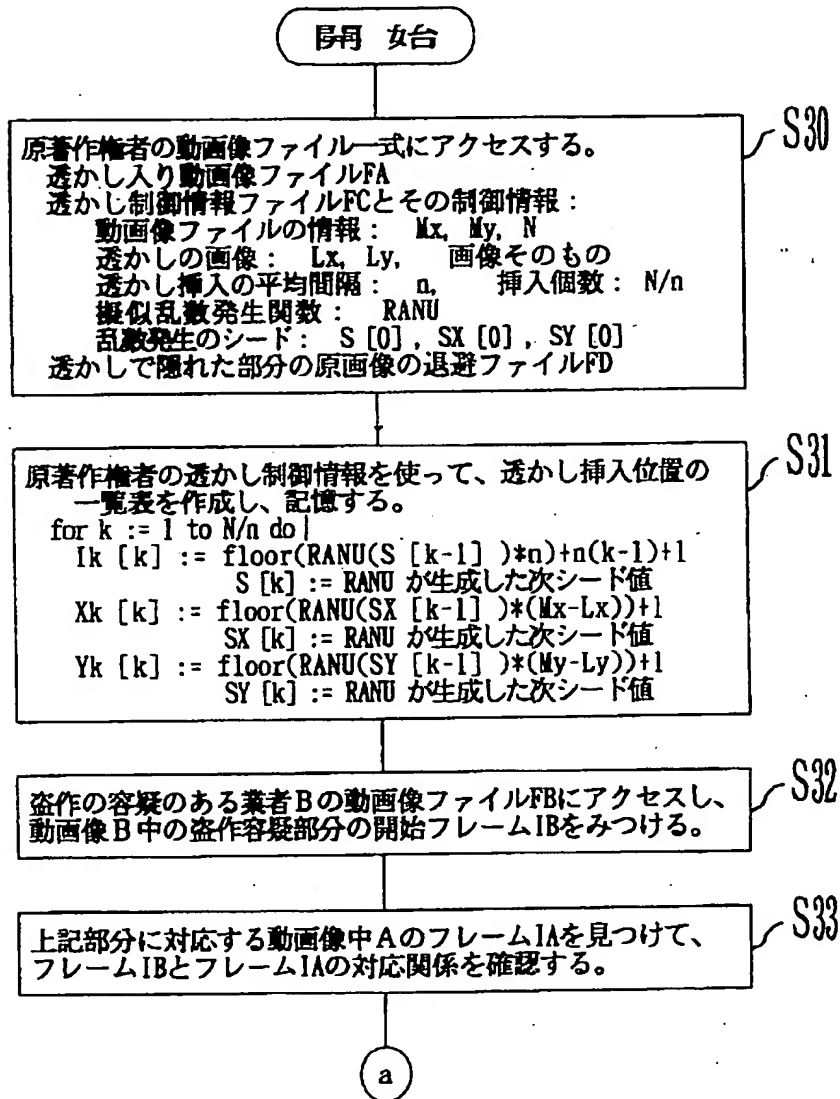 開 始
S30
原著作権者の動画像ファイル一式にアクセスする。
透かし入り動画像ファイルFA
透かし制御情報ファイルFCとその制御情報:
動画像ファイルの情報: Mx, My, N
透かしの画像: Lx, Ly, 画像そのもの
透かし挿入の平均間隔: n, 挿入個数: N/n
擬似乱数発生関数: RANU
乱数発生のシード: S [0] , SX [0] , SY [0]
透かしで隠れた部分の原画像の退避ファイルFD
S31
原著作権者の透かし制御情報を使って、透かし挿入位置の
一覧表を作成し、記憶する。
for k := 1 to N/n do|
Ik [k] := floor(RANU(S [k-1] )*n)+n(k-1)+1
S [k] := RANU が生成した次シード値
Xk [k] := floor(RANU(SX [k-1] )*(Mx-Lx))+1
SX [k] := RANU が生成した次シード値
Yk [k] := floor(RANU(SY [k-1] )*(My-Ly))+1
SY [k] := RANU が生成した次シード値
S32
盗作の容疑のある業者Bの動画像ファイルFBにアクセスし、
動画像B中の盗作容疑部分の開始フレームIBをみつける。
S33
上記部分に対応する動画像中AのフレームIAを見つけて、
フレームIBとフレームIAの対応関係を確認する。
a